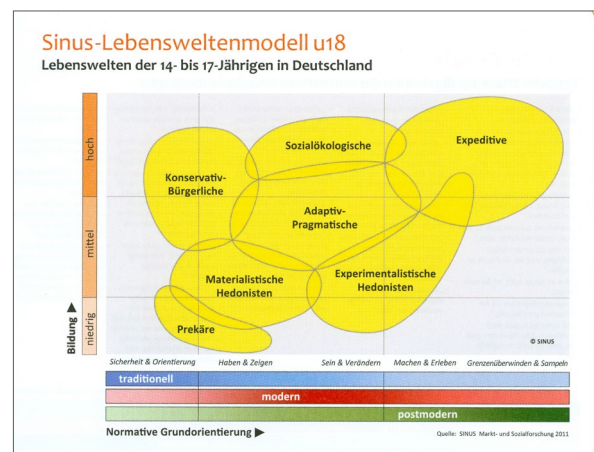 Sinus-Lebensweltenmodell u18
Lebenswelten der 14- bis 17-Jährigen in Deutschland
hoch
mittel
niedrig
Bildung ▶
Sozialökologische
Expeditive
Konservativ-
Bürgerliche
Adaptiv-
Pragmatische
Materialistische
Hedonisten
Experimentalistische
Hedonisten
Prekäre
© SINUS
Sicherheit & Orientierung
Haben & Zeigen
Sein & Verändern
Machen & Erleben
Grenzenüberwinden & Sampeln
traditionell
modern
postmodern
Normative Grundorientierung ▶
Quelle: SINUS Markt- und Sozialforschung 2011